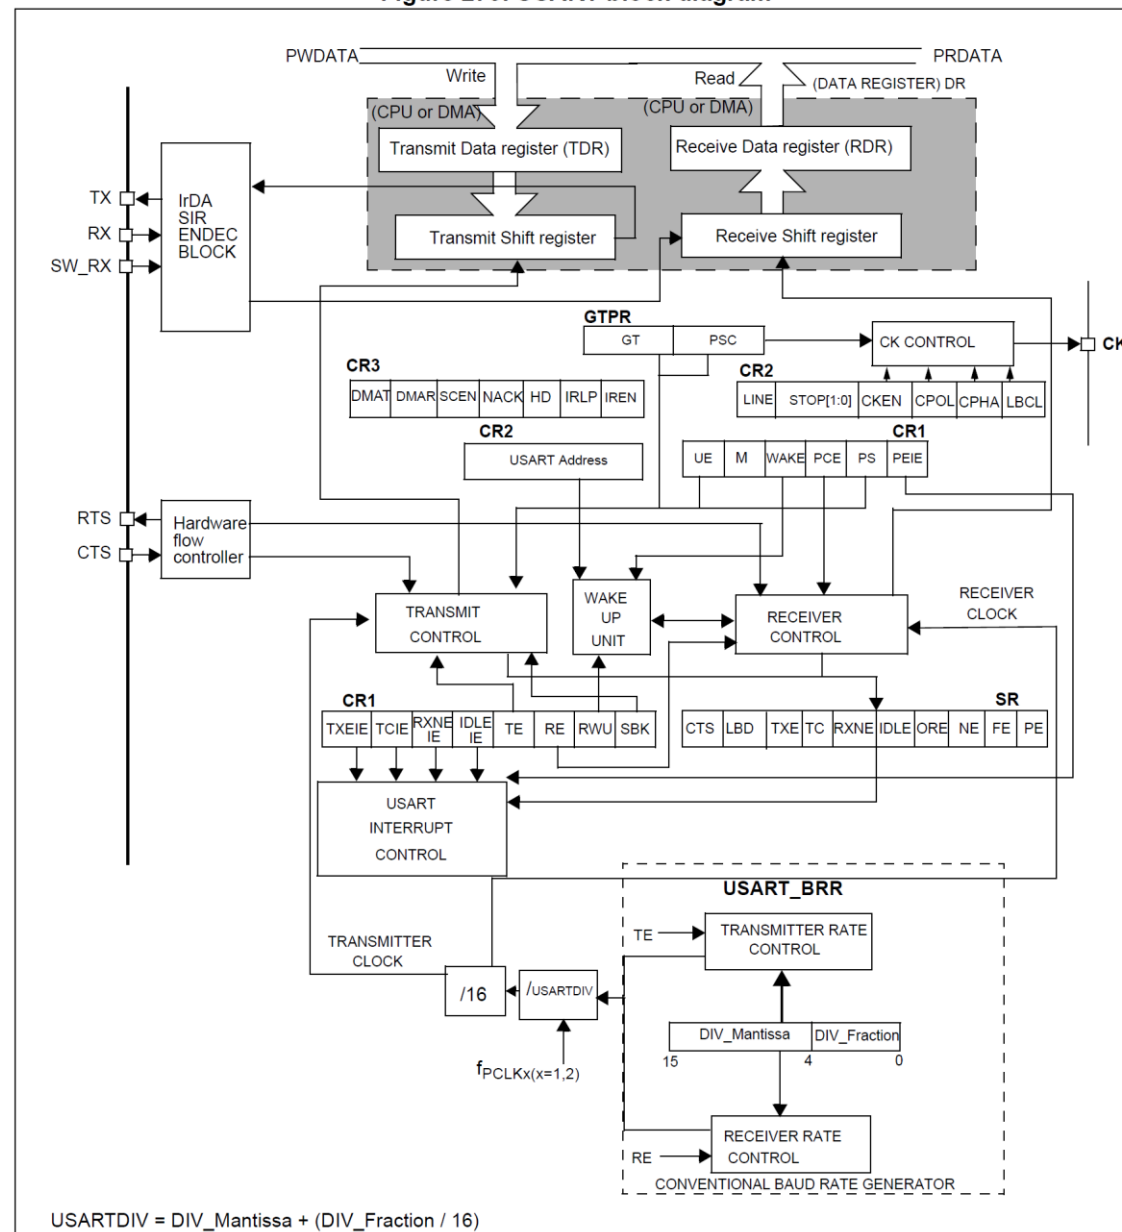 PWDATA
PRDATA
Write
Read
(DATA REGISTER) DR
(CPU or DMA)
(CPU or DMA)
Transmit Data register (TDR)
Receive Data register (RDR)
TX
RX
SW_RX
IrDA
SIR
ENDEC
BLOCK
Transmit Shift register
Receive Shift register
GTPR
GT
PSC
CK CONTROL
CK
CR3
DMAT DMAR SCEN NACK HD IRLP IREN
CR2
LINE STOP[1:0] CKEN CPOL CPHA LBCL
CR2
USART Address
CR1
UE M WAKE PCE PS PEIE
RTS
CTS
Hardware
flow
controller
TRANSMIT
CONTROL
WAKE
UP
UNIT
RECEIVER
CONTROL
RECEIVER
CLOCK
CR1
TXEIE TCIE RXNE IE IDLE IE TE RE RWU SBK
SR
CTS LBD TXE TC RXNE IDLE ORE NE FE PE
USART
INTERRUPT
CONTROL
USART_BRR
TE
TRANSMITTER RATE
CONTROL
TRANSMITTER
CLOCK
/16
/USARTDIV
fPCLKx(x=1,2)
DIV_Mantissa DIV_Fraction
15 4 0
RE
RECEIVER RATE
CONTROL
CONVENTIONAL BAUD RATE GENERATOR
USARTDIV = DIV_Mantissa + (DIV_Fraction / 16)